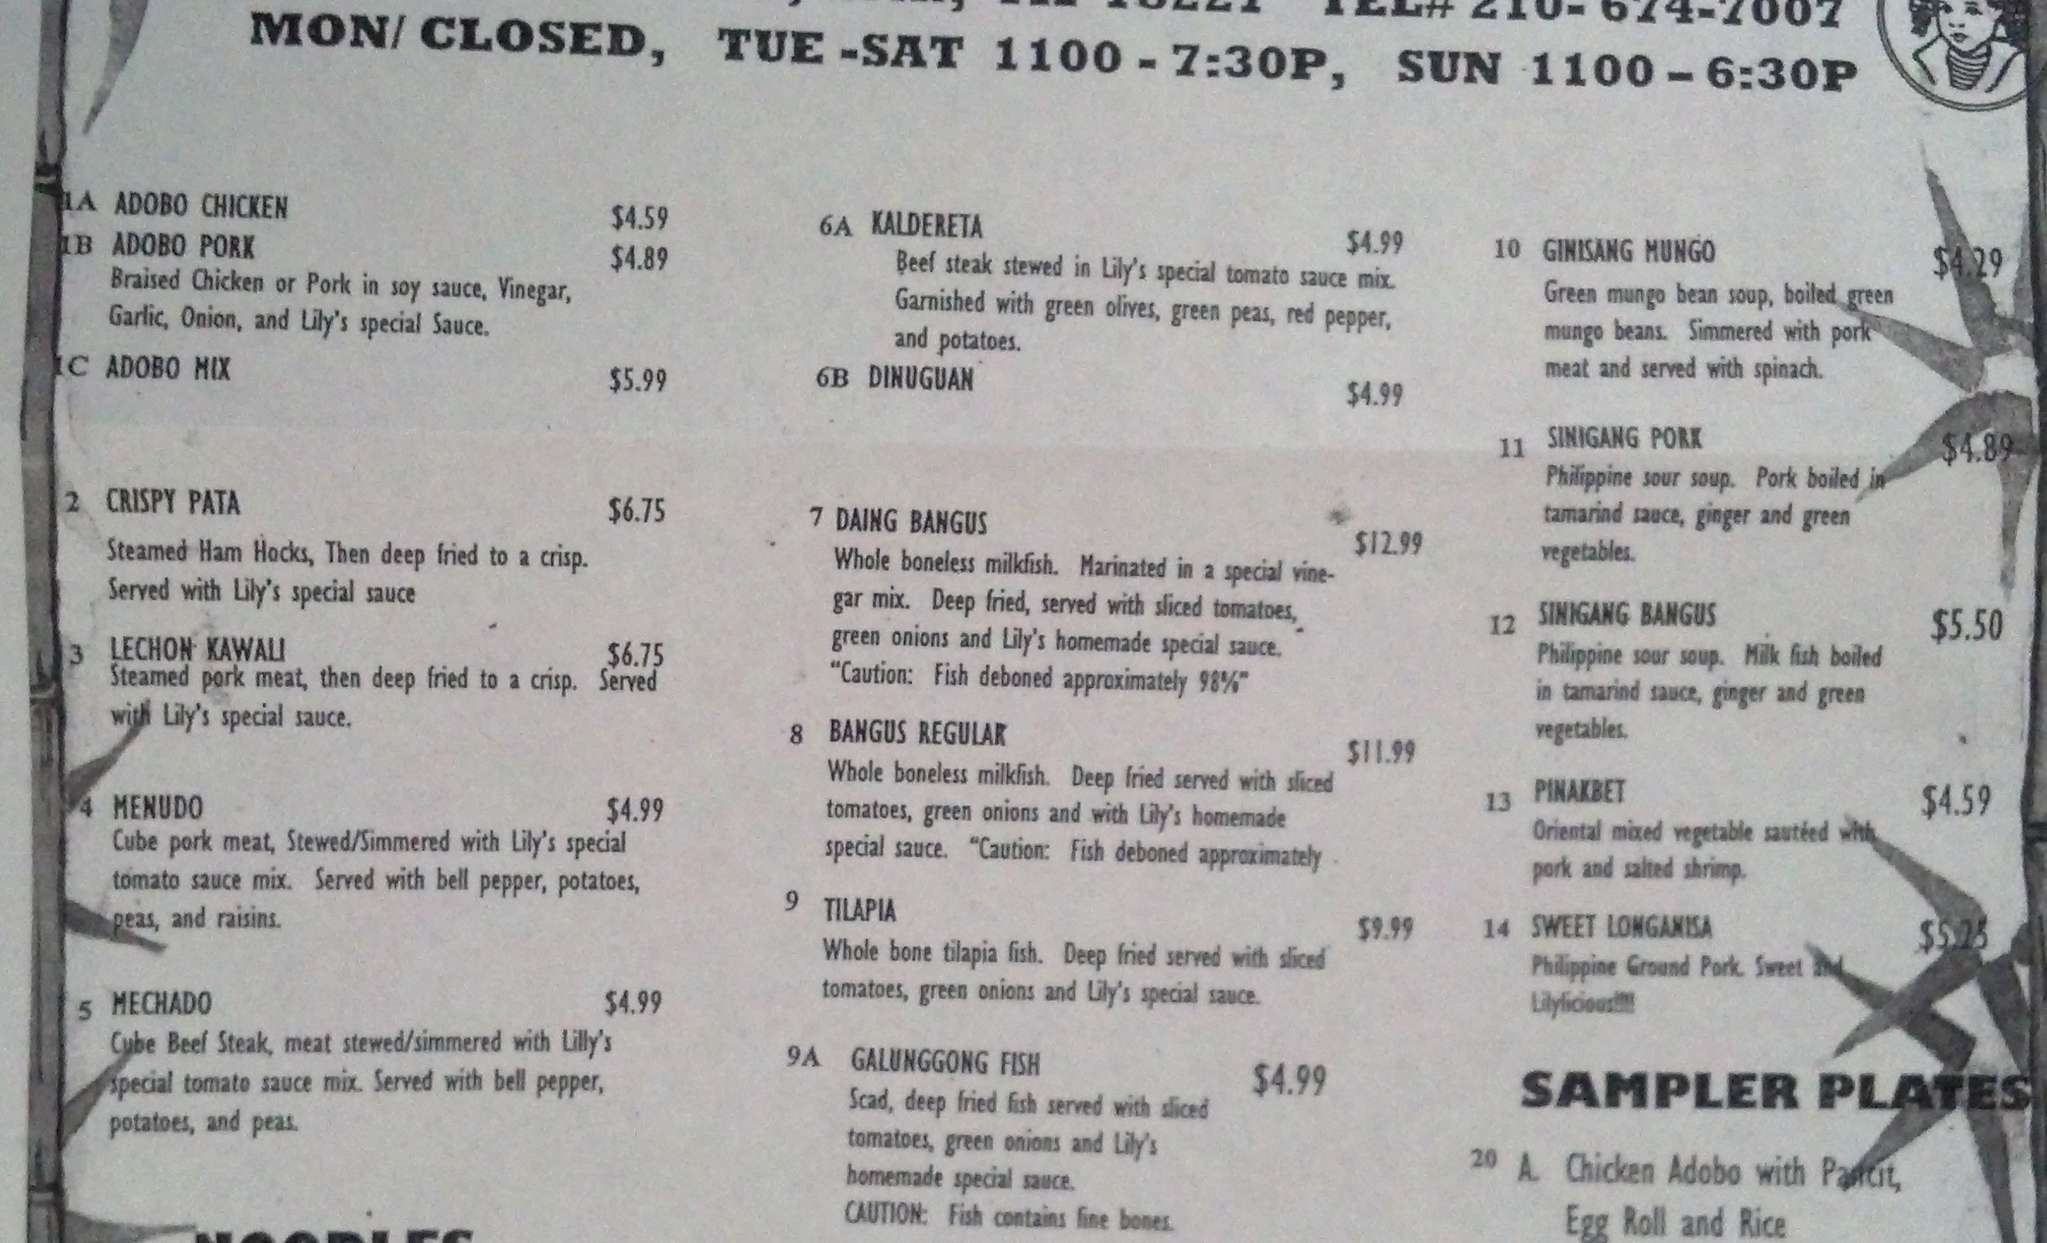 TEL# 210-674-7007
MON/ CLOSED, TUE -SAT 1100 - 7:30P, SUN 1100 – 6:30P
1A ADOBO CHICKEN $4.59
1B ADOBO PORK $4.89
Braised Chicken or Pork in soy sauce, Vinegar,
Garlic, Onion, and Lily's special Sauce.
1C ADOBO MIX $5.99
2 CRISPY PATA $6.75
Steamed Ham Hocks, Then deep fried to a crisp.
Served with Lily's special sauce
3 LECHON KAWALI $6.75
Steamed pork meat, then deep fried to a crisp. Served
with Lily's special sauce.
4 MENUDO $4.99
Cube pork meat, Stewed/Simmered with Lily's special
tomato sauce mix. Served with bell pepper, potatoes,
peas, and raisins.
5 MECHADO $4.99
Cube Beef Steak, meat stewed/simmered with Lilly's
special tomato sauce mix. Served with bell pepper,
potatoes, and peas.
NOODLES
6A KALDERETA $4.99
Beef steak stewed in Lily's special tomato sauce mix.
Garnished with green olives, green peas, red pepper,
and potatoes.
6B DINUGUAN $4.99
7 DAING BANGUS $12.99
Whole boneless milkfish. Marinated in a special vine-
gar mix. Deep fried, served with sliced tomatoes,
green onions and Lily's homemade special sauce.
"Caution: Fish deboned approximately 98%"
8 BANGUS REGULAR $11.99
Whole boneless milkfish. Deep fried served with sliced
tomatoes, green onions and with Lily's homemade
special sauce. "Caution: Fish deboned approximately
9 TILAPIA $9.99
Whole bone tilapia fish. Deep fried served with sliced
tomatoes, green onions and Lily's special sauce.
9A GALUNGGONG FISH $4.99
Scad, deep fried fish served with sliced
tomatoes, green onions and Lily's
homemade special sauce.
CAUTION: Fish contains fine bones.
10 GINISANG MUNGO $4.29
Green mungo bean soup, boiled green
mungo beans. Simmered with pork
meat and served with spinach.
11 SINIGANG PORK $4.89
Philippine sour soup. Pork boiled in
tamarind sauce, ginger and green
vegetables.
12 SINIGANG BANGUS $5.50
Philippine sour soup. Milk fish boiled
in tamarind sauce, ginger and green
vegetables.
13 PINAKBET $4.59
Oriental mixed vegetable sautéed with
pork and salted shrimp.
14 SWEET LONGANISA $5.25
Philippine Ground Pork. Sweet and
Lilylicious!!!!
SAMPLER PLATES
20 A. Chicken Adobo with Pancit,
Egg Roll and Rice